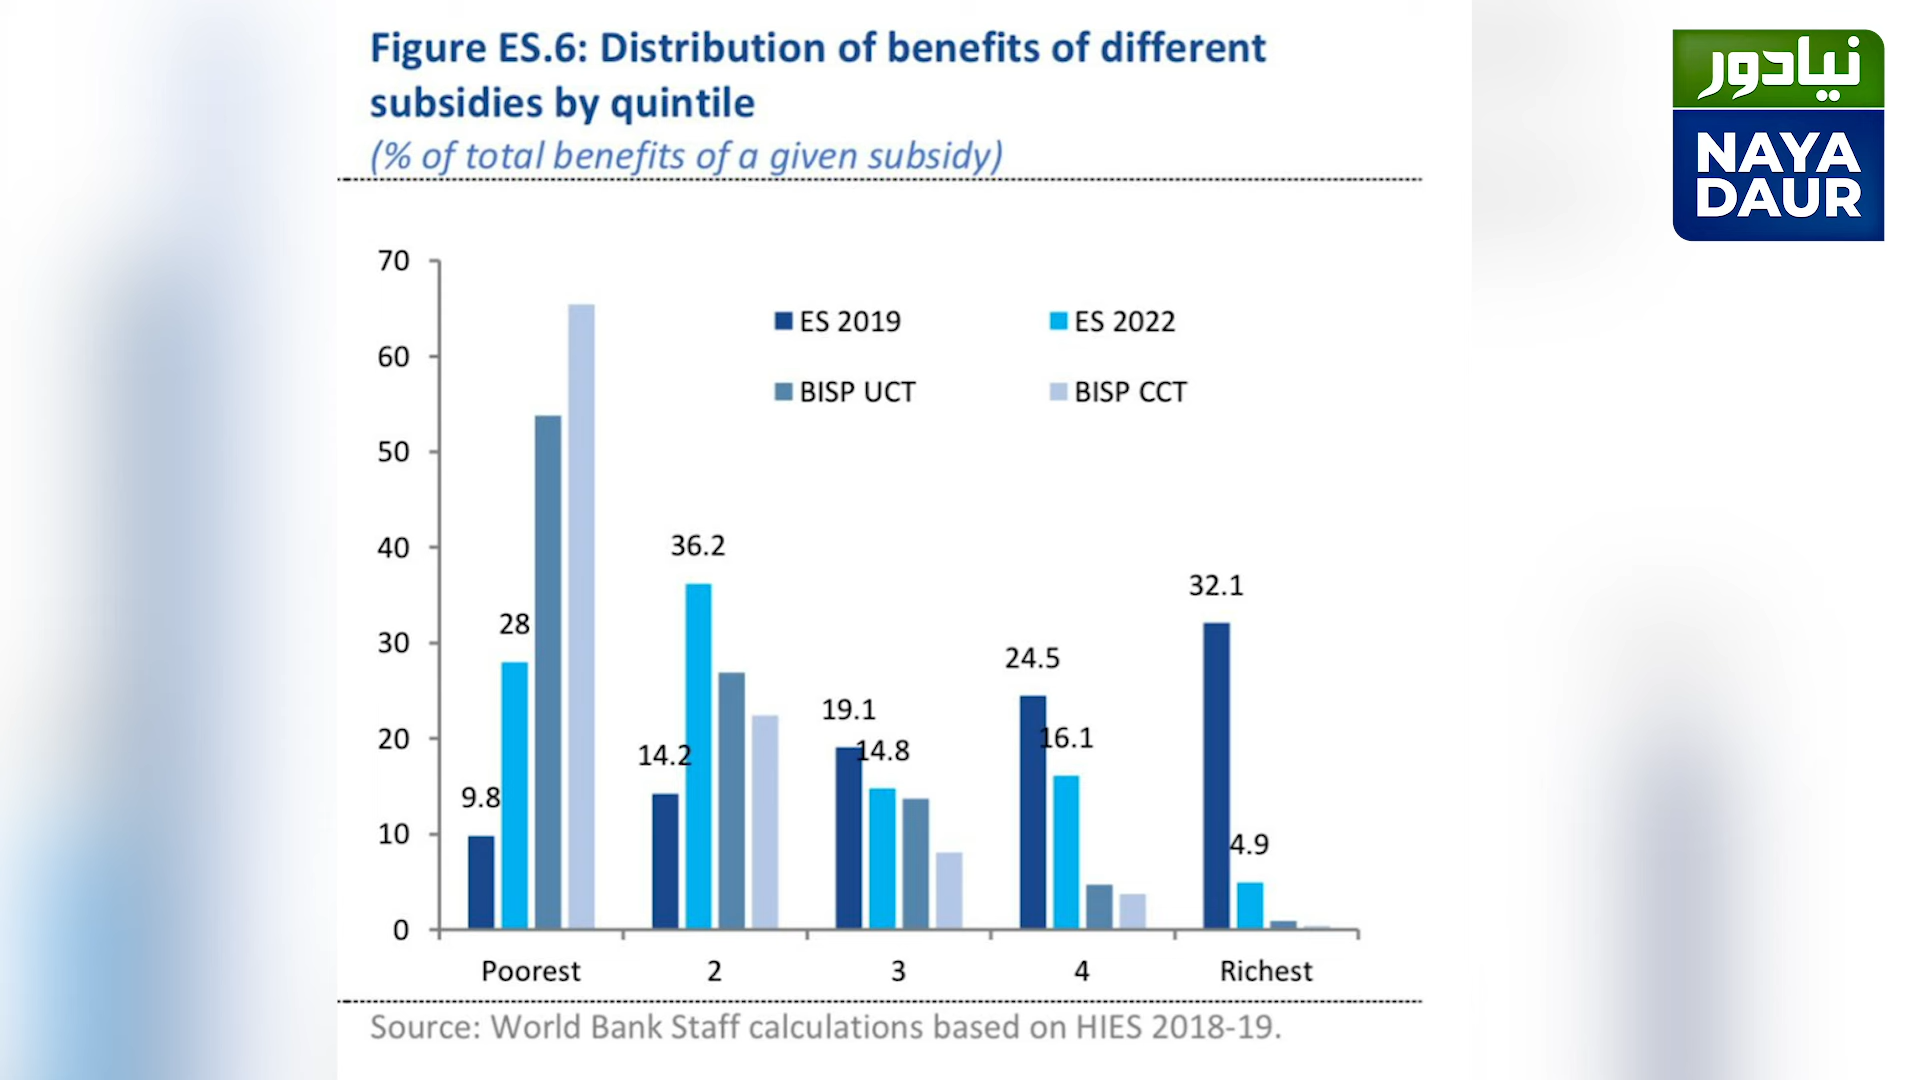 Figure ES.6: Distribution of benefits of different
subsidies by quintile
(% of total benefits of a given subsidy)
نیادور
NAYA
DAUR
70
60
50
40
30
20
10
0
ES 2019
ES 2022
BISP UCT
BISP CCT
9.8
28
14.2
36.2
19.1
14.8
24.5
16.1
32.1
4.9
Poorest
2
3
4
Richest
Source: World Bank Staff calculations based on HIES 2018-19.